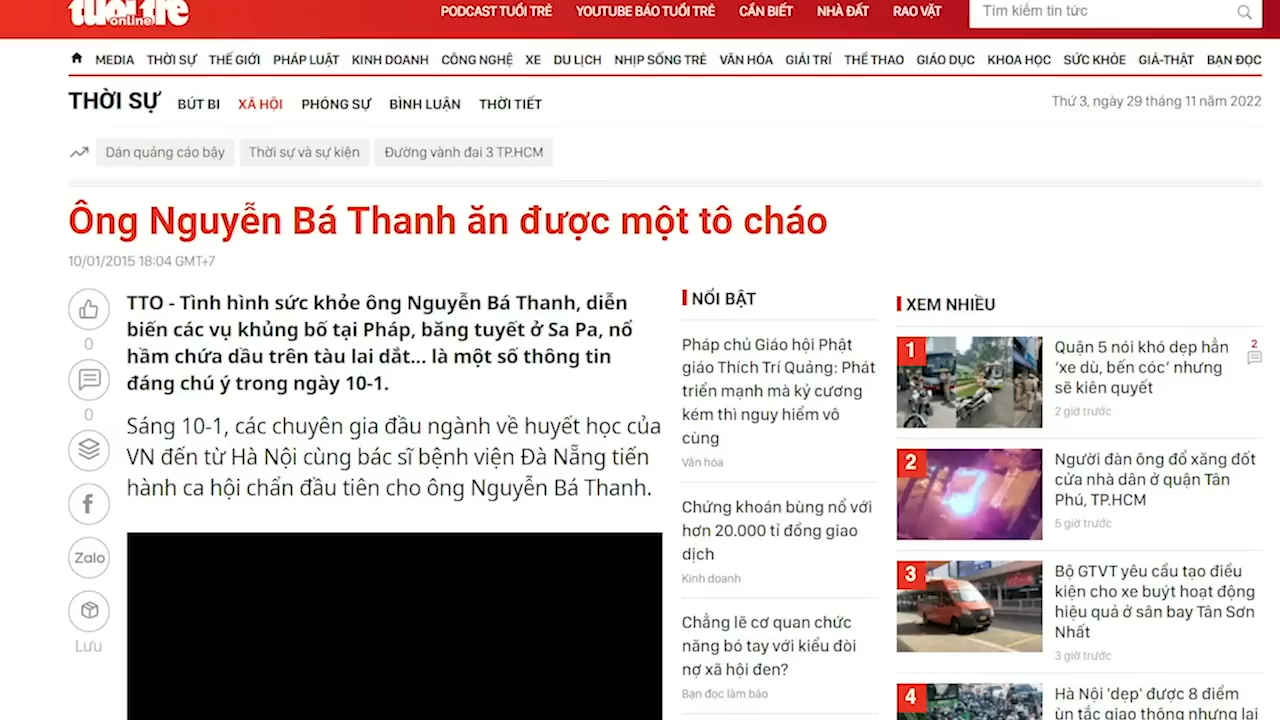 tuổi trẻ
online
PODCAST TUỔI TRẺ YOUTUBE BÁO TUỔI TRẺ CẦN BIẾT NHÀ ĐẤT RAO VẶT
Tìm kiếm tin tức
MEDIA THỜI SỰ THẾ GIỚI PHÁP LUẬT KINH DOANH CÔNG NGHỆ XE DU LỊCH NHỊP SỐNG TRẺ VĂN HÓA GIẢI TRÍ THỂ THAO GIÁO DỤC KHOA HỌC SỨC KHỎE GIẢ-THẬT BẠN ĐỌC
THỜI SỰ BÚT BI XÃ HỘI PHÓNG SỰ BÌNH LUẬN THỜI TIẾT
Thứ 3, ngày 29 tháng 11 năm 2022
Dán quảng cáo bậy Thời sự và sự kiện Đường vành đai 3 TP.HCM
Ông Nguyễn Bá Thanh ăn được một tô cháo
10/01/2015 18:04 GMT+7
0
0
f
Zalo
Lưu
TTO - Tình hình sức khỏe ông Nguyễn Bá Thanh, diễn
biến các vụ khủng bố tại Pháp, băng tuyết ở Sa Pa, nổ
hầm chứa dầu trên tàu lai dắt... là một số thông tin
đáng chú ý trong ngày 10-1.
Sáng 10-1, các chuyên gia đầu ngành về huyết học của
VN đến từ Hà Nội cùng bác sĩ bệnh viện Đà Nẵng tiến
hành ca hội chẩn đầu tiên cho ông Nguyễn Bá Thanh.
NỔI BẬT
Pháp chủ Giáo hội Phật
giáo Thích Trí Quảng: Phát
triển mạnh mà kỷ cương
kém thì nguy hiểm vô
cùng
Văn hóa
Chứng khoán bùng nổ với
hơn 20.000 tỉ đồng giao
dịch
Kinh doanh
Chẳng lẽ cơ quan chức
năng bó tay với kiểu đòi
nợ xã hội đen?
Bạn đọc làm báo
XEM NHIỀU
1
Quận 5 nói khó dẹp hẳn
'xe dù, bến cóc' nhưng
sẽ kiên quyết
2
2 giờ trước
2
Người đàn ông đổ xăng đốt
cửa nhà dân ở quận Tân
Phú, TP.HCM
5 giờ trước
3
Bộ GTVT yêu cầu tạo điều
kiện cho xe buýt hoạt động
hiệu quả ở sân bay Tân Sơn
Nhất
3 giờ trước
4
Hà Nội 'dẹp' được 8 điểm
ùn tắc giao thông nhưng lại